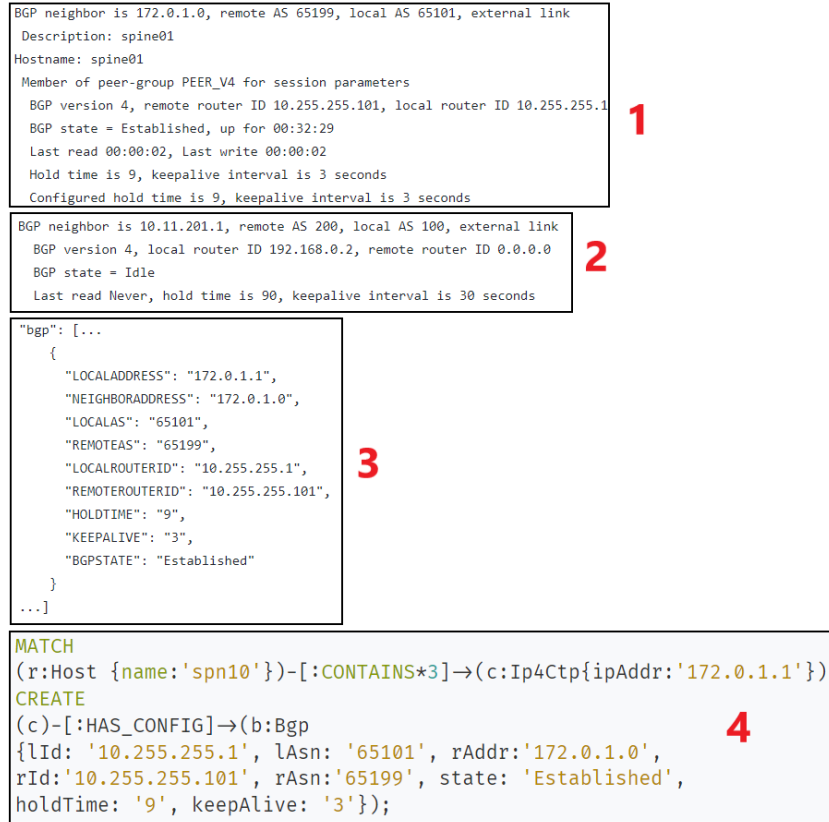 BGP neighbor is 172.0.1.0, remote AS 65199, local AS 65101, external link
Description: spine01
Hostname: spine01
Member of peer-group PEER_V4 for session parameters
BGP version 4, remote router ID 10.255.255.101, local router ID 10.255.255.1
BGP state = Established, up for 00:32:29
Last read 00:00:02, Last write 00:00:02
Hold time is 9, keepalive interval is 3 seconds
Configured hold time is 9, keepalive interval is 3 seconds
1
BGP neighbor is 10.11.201.1, remote AS 200, local AS 100, external link
BGP version 4, local router ID 192.168.0.2, remote router ID 0.0.0.0
BGP state = Idle
Last read Never, hold time is 90, keepalive interval is 30 seconds
2
"bgp": [...
{
"LOCALADDRESS": "172.0.1.1",
"NEIGHBORADDRESS": "172.0.1.0",
"LOCALAS": "65101",
"REMOTEAS": "65199",
"LOCALROUTERID": "10.255.255.1",
"REMOTEROUTERID": "10.255.255.101",
"HOLDTIME": "9",
"KEEPALIVE": "3",
"BGPSTATE": "Established"
}
...]
3
MATCH
(r:Host {name:'spn10'})-[:CONTAINS*3]→(c:Ip4Ctp{ipAddr:'172.0.1.1'})
CREATE
(c)-[:HAS_CONFIG]→(b:Bgp
{lId: '10.255.255.1', lAsn: '65101', rAddr:'172.0.1.0',
rId:'10.255.255.101', rAsn:'65199', state: 'Established',
holdTime: '9', keepAlive: '3'});
4